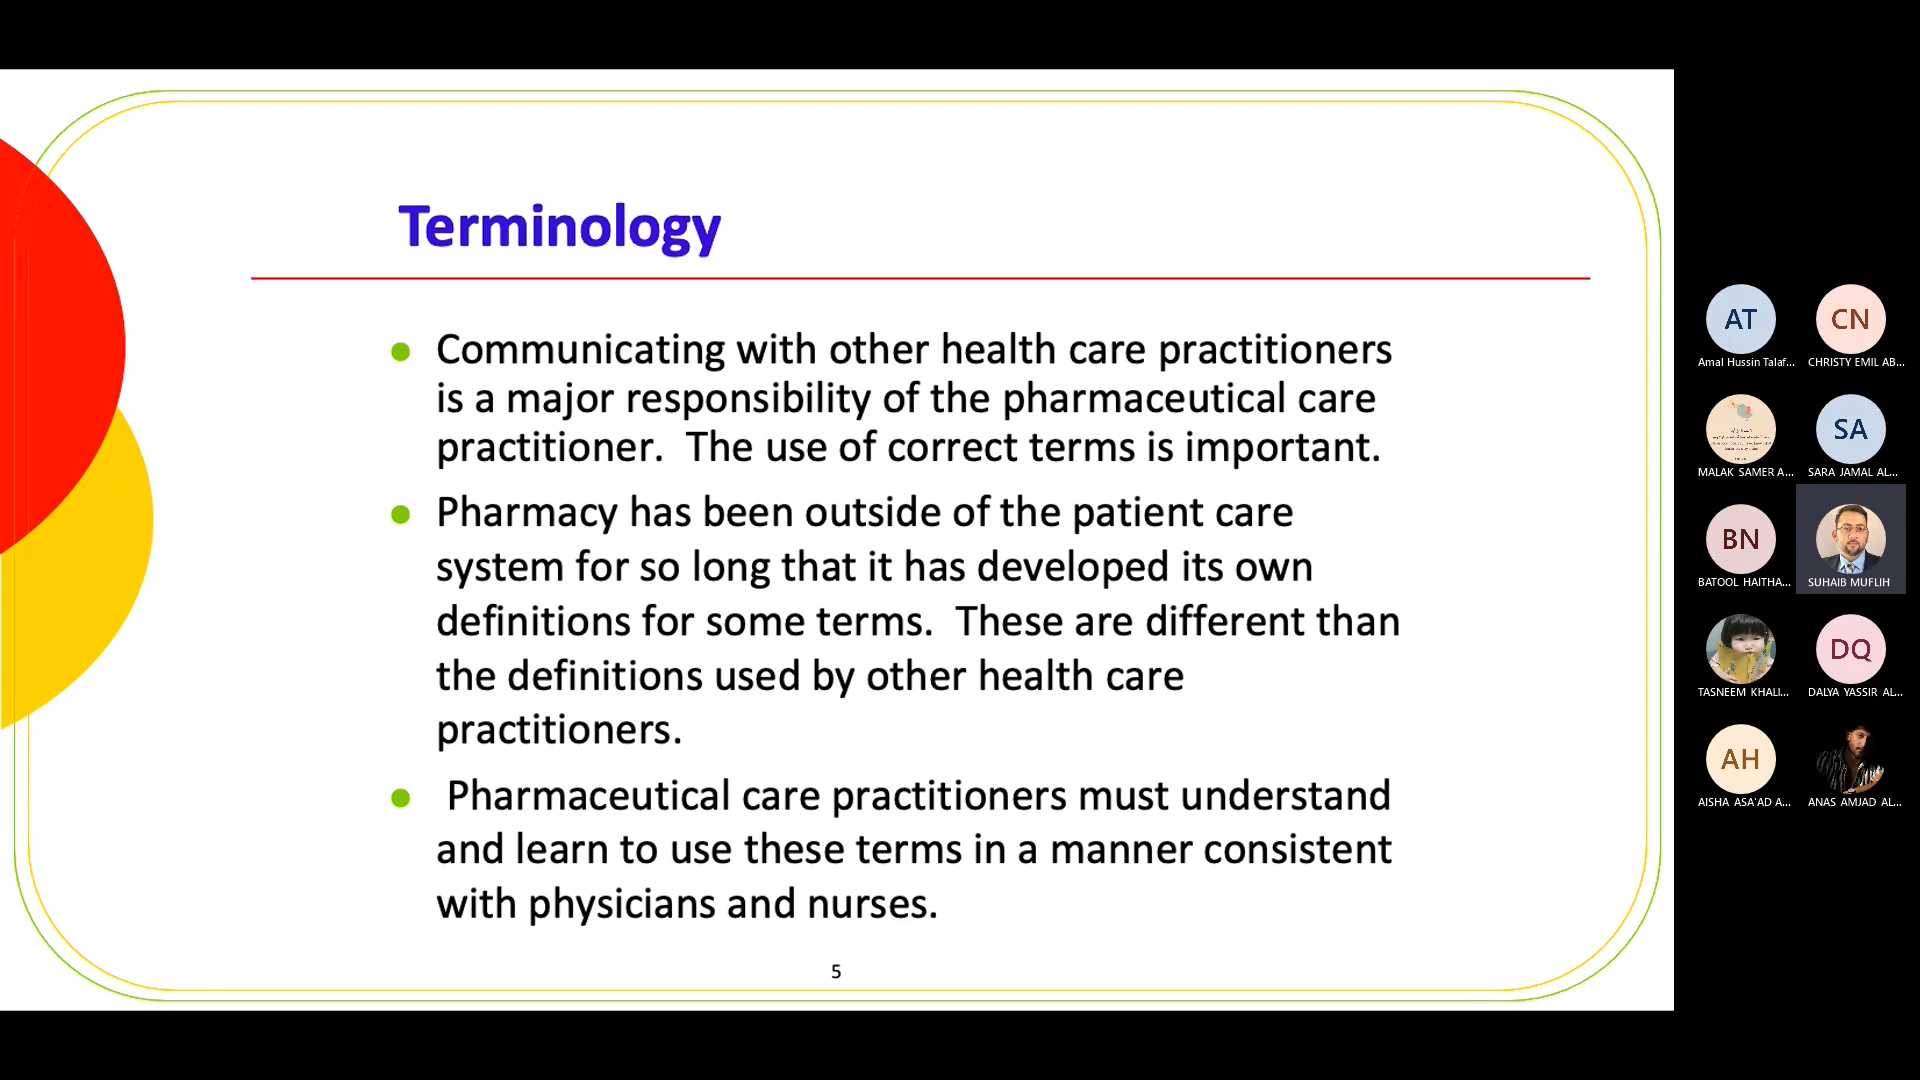 Terminology
Communicating with other health care practitioners
is a major responsibility of the pharmaceutical care
practitioner.  The use of correct terms is important.
Pharmacy has been outside of the patient care
system for so long that it has developed its own
definitions for some terms.  These are different than
the definitions used by other health care
practitioners.
Pharmaceutical care practitioners must understand
and learn to use these terms in a manner consistent
with physicians and nurses.
5
AT
Amal Hussin Talaf...
CN
CHRISTY EMIL AB...
MALAK SAMER A...
SA
SARA JAMAL AL...
BN
BATOOL HAITHA...
SUHAIB MUFLIH
TASNEEM KHALI...
DQ
DALYA YASSIR AL...
AH
AISHA ASA'AD A...
ANAS AMJAD AL...